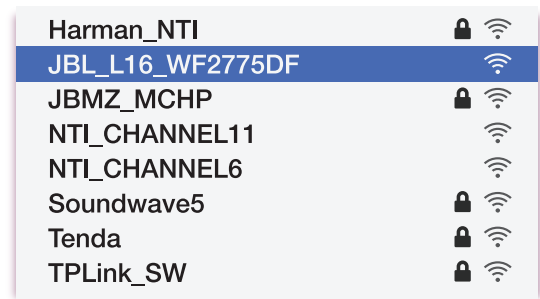 Harman_NTI
JBL_L16_WF2775DF
JBMZ_MCHP
NTI_CHANNEL11
NTI_CHANNEL6
Soundwave5
Tenda
TPLink_SW